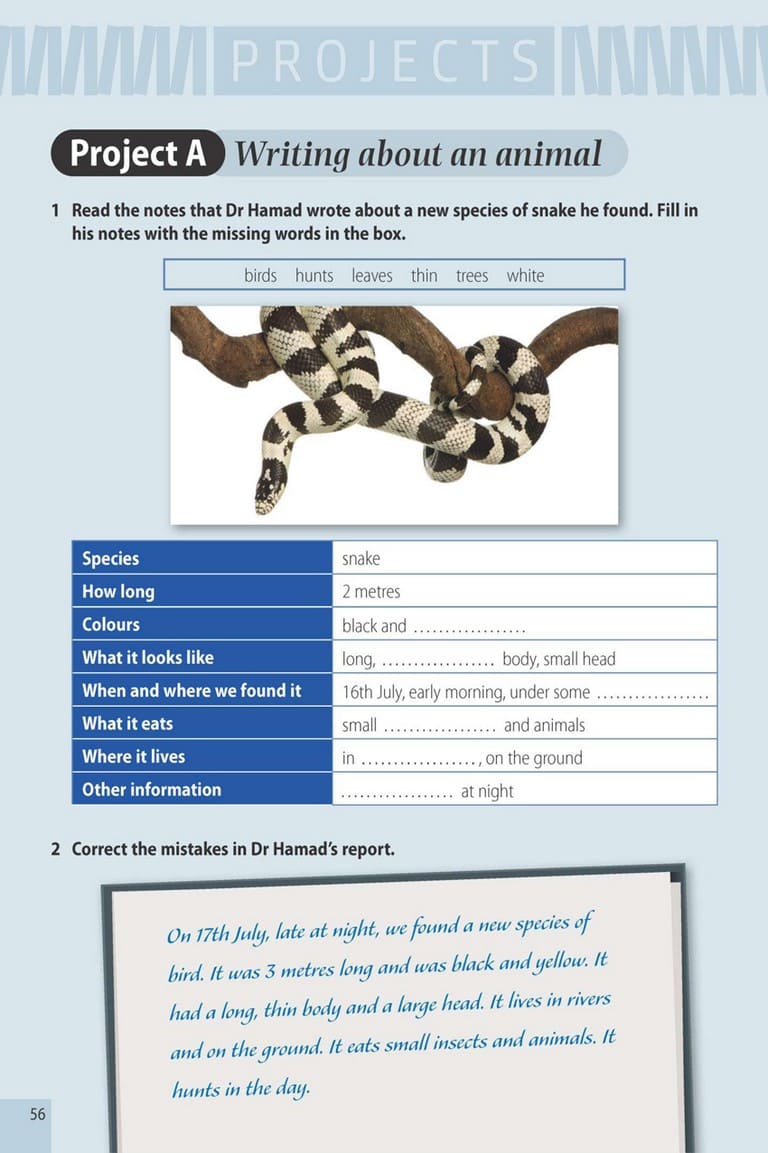 PROJECTS
Project A Writing about an animal
1 Read the notes that Dr Hamad wrote about a new species of snake he found. Fill in
his notes with the missing words in the box.
birds hunts leaves thin trees white
Species snake
How long 2 metres
Colours black and ..................
What it looks like long, .................. body, small head
When and where we found it 16th July, early morning, under some ..................
What it eats small .................. and animals
Where it lives in .................., on the ground
Other information .................. at night
2 Correct the mistakes in Dr Hamad's report.
On 17th July, late at night, we found a new species of
bird. It was 3 metres long and was black and yellow. It
had a long, thin body and a large head. It lives in rivers
and on the ground. It eats small insects and animals. It
hunts in the day.
56